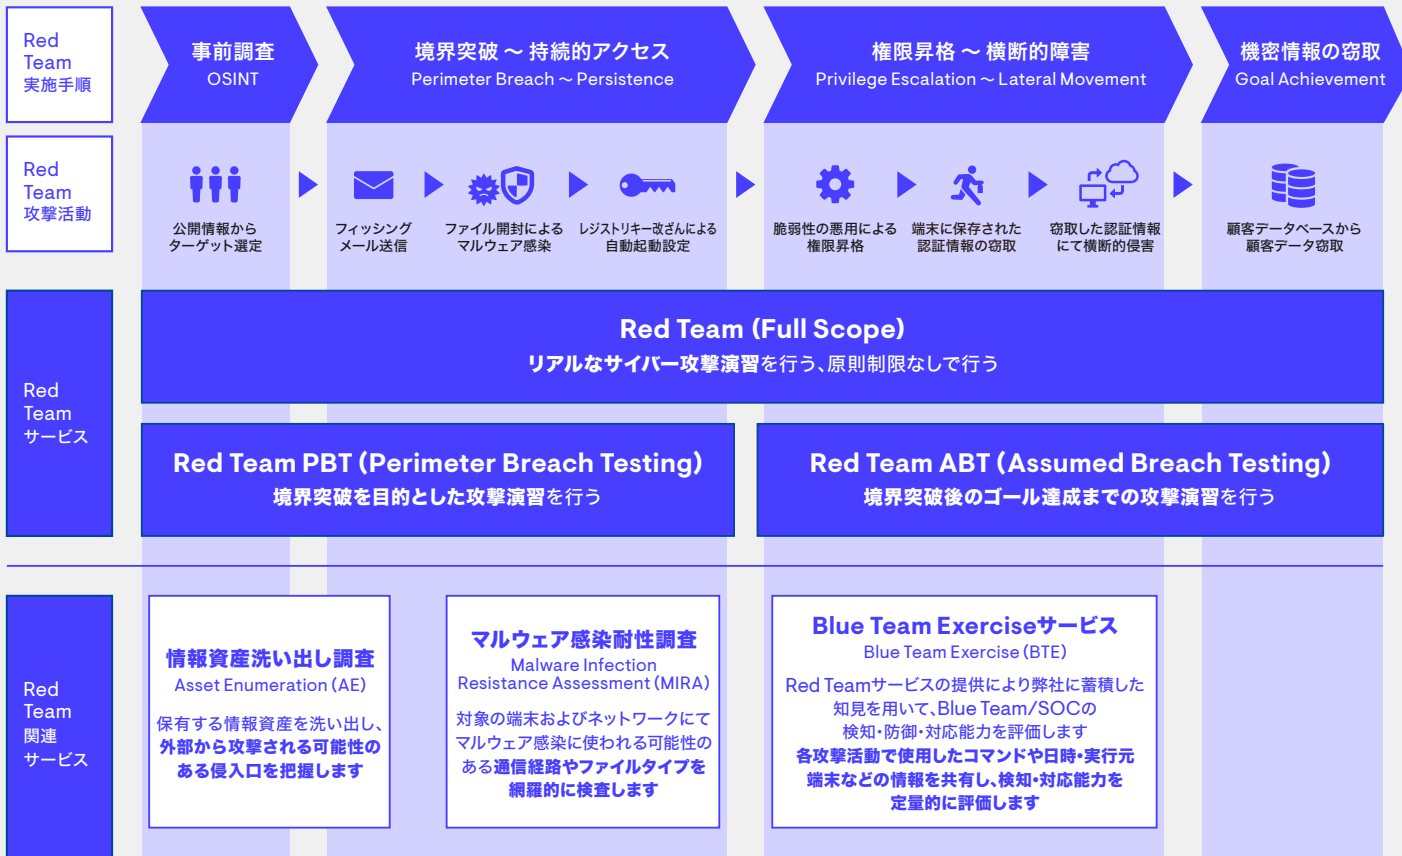 Red
Team
実施手順
事前調査
OSINT
境界突破 ～ 持続的アクセス
Perimeter Breach ～ Persistence
権限昇格 ～ 横断的障害
Privilege Escalation ～ Lateral Movement
機密情報の窃取
Goal Achievement
Red
Team
攻撃活動
公開情報から
ターゲット選定
フィッシング
メール送信
ファイル開封による
マルウェア感染
レジストリキー改ざんによる
自動起動設定
脆弱性の悪用による
権限昇格
端末に保存された
認証情報の窃取
窃取した認証情報
にて横断的侵害
顧客データベースから
顧客データ窃取
Red
Team
サービス
Red Team (Full Scope)
リアルなサイバー攻撃演習を行う、原則制限なしで行う
Red Team PBT (Perimeter Breach Testing)
境界突破を目的とした攻撃演習を行う
Red Team ABT (Assumed Breach Testing)
境界突破後のゴール達成までの攻撃演習を行う
Red
Team
関連
サービス
情報資産洗い出し調査
Asset Enumeration (AE)
保有する情報資産を洗い出し、
外部から攻撃される可能性の
ある侵入口を把握します
マルウェア感染耐性調査
Malware Infection
Resistance Assessment (MIRA)
対象の端末およびネットワークにて
マルウェア感染に使われる可能性の
ある通信経路やファイルタイプを
網羅的に検査します
Blue Team Exerciseサービス
Blue Team Exercise (BTE)
Red Teamサービスの提供により弊社に蓄積した
知見を用いて、Blue Team/SOCの
検知・防御・対応能力を評価します
各攻撃活動で使用したコマンドや日時・実行元
端末などの情報を共有し、検知・対応能力を
定量的に評価します